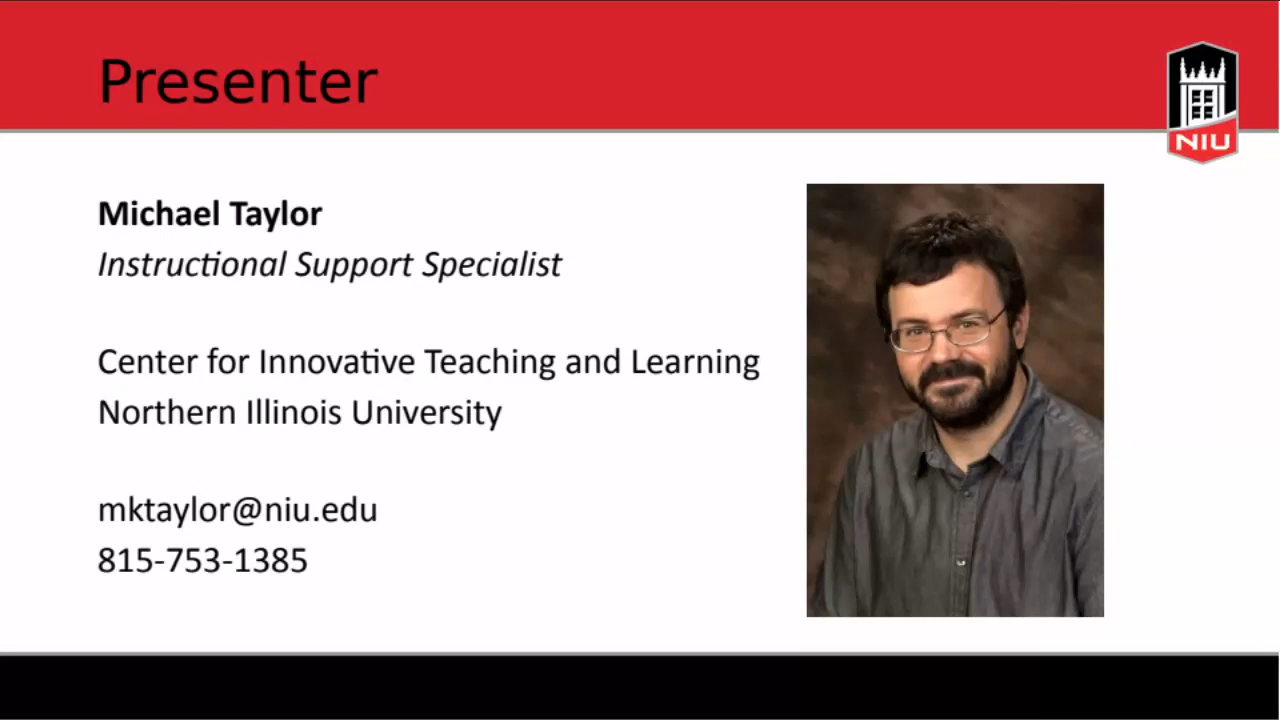 Presenter
NIU
Michael Taylor
Instructional Support Specialist
Center for Innovative Teaching and Learning
Northern Illinois University
mktaylor@niu.edu
815-753-1385